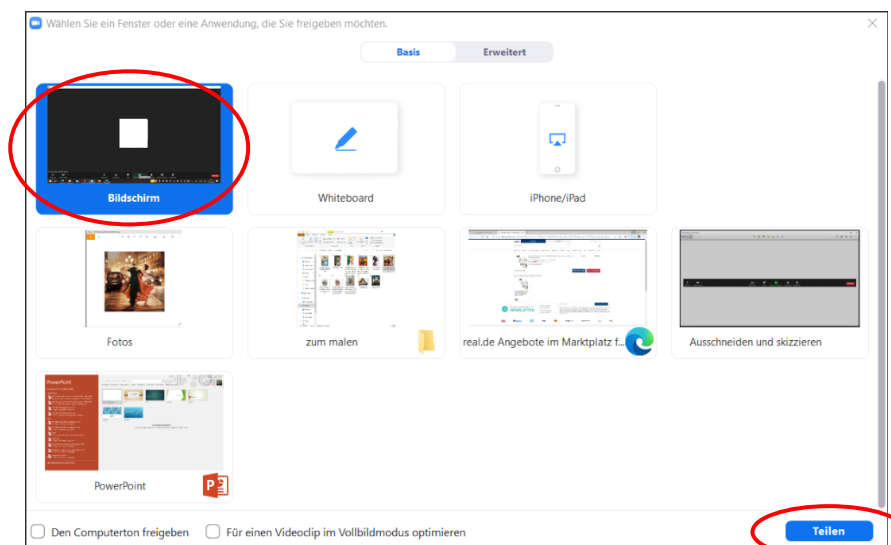 Wählen Sie ein Fenster oder eine Anwendung, die Sie freigeben möchten.
Basis Erweitert
Bildschirm Whiteboard iPhone/iPad
Fotos zum malen real.de Angebote im Marktplatz f... Ausschneiden und skizzieren
PowerPoint
PowerPoint
Den Computerton freigeben Für einen Videoclip im Vollbildmodus optimieren Teilen